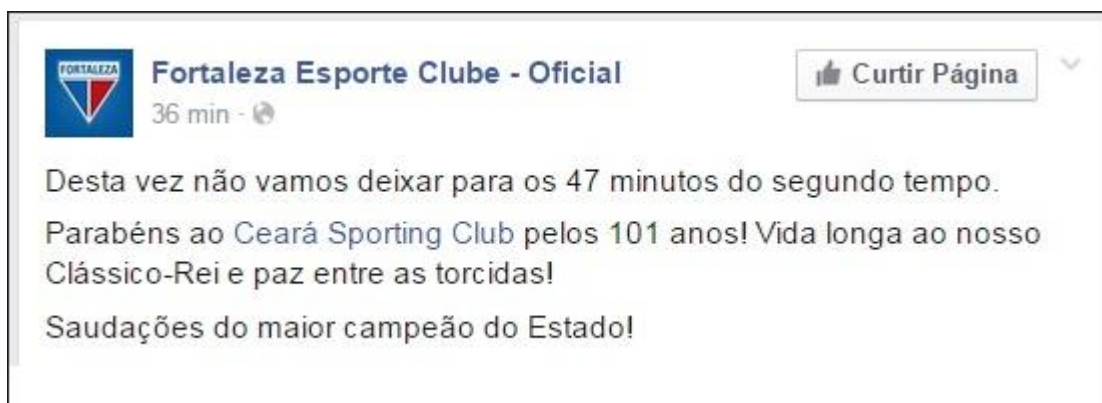 FORTALEZA
Fortaleza Esporte Clube - Oficial
Curtir Página
36 min ·
Desta vez não vamos deixar para os 47 minutos do segundo tempo.
Parabéns ao Ceará Sporting Club pelos 101 anos! Vida longa ao nosso
Clássico-Rei e paz entre as torcidas!
Saudações do maior campeão do Estado!